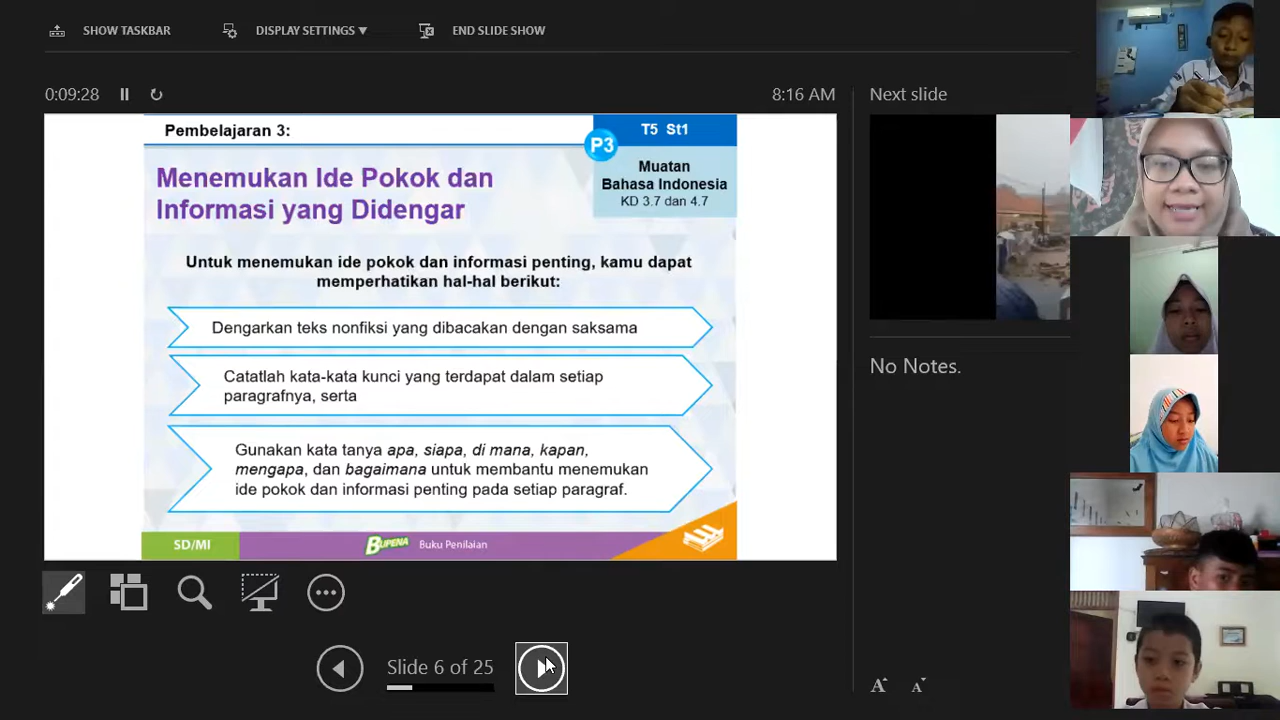 SHOW TASKBAR
DISPLAY SETTINGS ▼
END SLIDE SHOW
0:09:28
8:16 AM
Next slide
Pembelajaran 3:
P3
T5 St1
Muatan
Bahasa Indonesia
KD 3.7 dan 4.7
Menemukan Ide Pokok dan
Informasi yang Didengar
Untuk menemukan ide pokok dan informasi penting, kamu dapat
memperhatikan hal-hal berikut:
Dengarkan teks nonfiksi yang dibacakan dengan saksama
Catatlah kata-kata kunci yang terdapat dalam setiap
paragrafnya, serta
Gunakan kata tanya apa, siapa, di mana, kapan,
mengapa, dan bagaimana untuk membantu menemukan
ide pokok dan informasi penting pada setiap paragraf.
SD/MI
BUPENA Buku Penilaian
No Notes.
Slide 6 of 25
A A